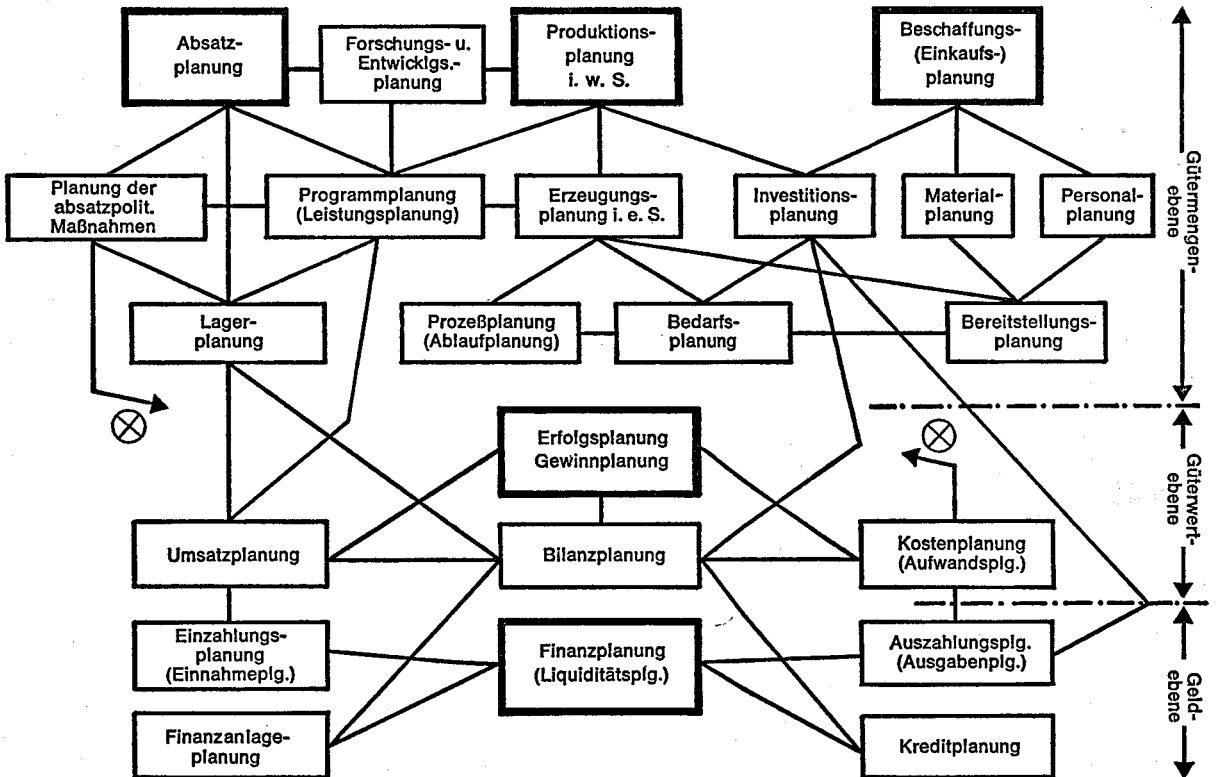 Absatz-
planung
Forschungs- u.
Entwicklgs.-
planung
Produktions-
planung
i. w. S.
Beschaffungs-
(Einkaufs-)
planung
Planung der
absatzpolit.
Maßnahmen
Programmplanung
(Leistungsplanung)
Erzeugungs-
planung i. e. S.
Investitions-
planung
Material-
planung
Personal-
planung
Gütermengen-
ebene
Lager-
planung
Prozeßplanung
(Ablaufplanung)
Bedarfs-
planung
Bereitstellungs-
planung
Erfolgsplanung
Gewinnplanung
Güterwert-
ebene
Umsatzplanung
Bilanzplanung
Kostenplanung
(Aufwandsplg.)
Einzahlungs-
planung
(Einnahmeplg.)
Finanzplanung
(Liquiditätsplg.)
Auszahlungsplg.
(Ausgabenplg.)
Geld-
ebene
Finanzanlage-
planung
Kreditplanung